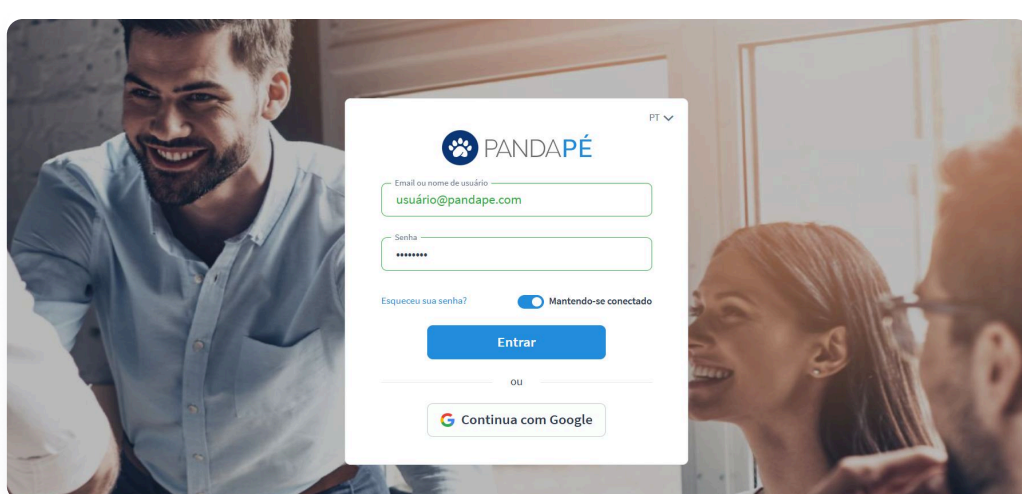 PT
PANDAPÉ
Email ou nome de usuário
usuário@pandape.com
Senha
••••••••
Esqueceu sua senha? Mantendo-se conectado
Entrar
ou
Continua com Google